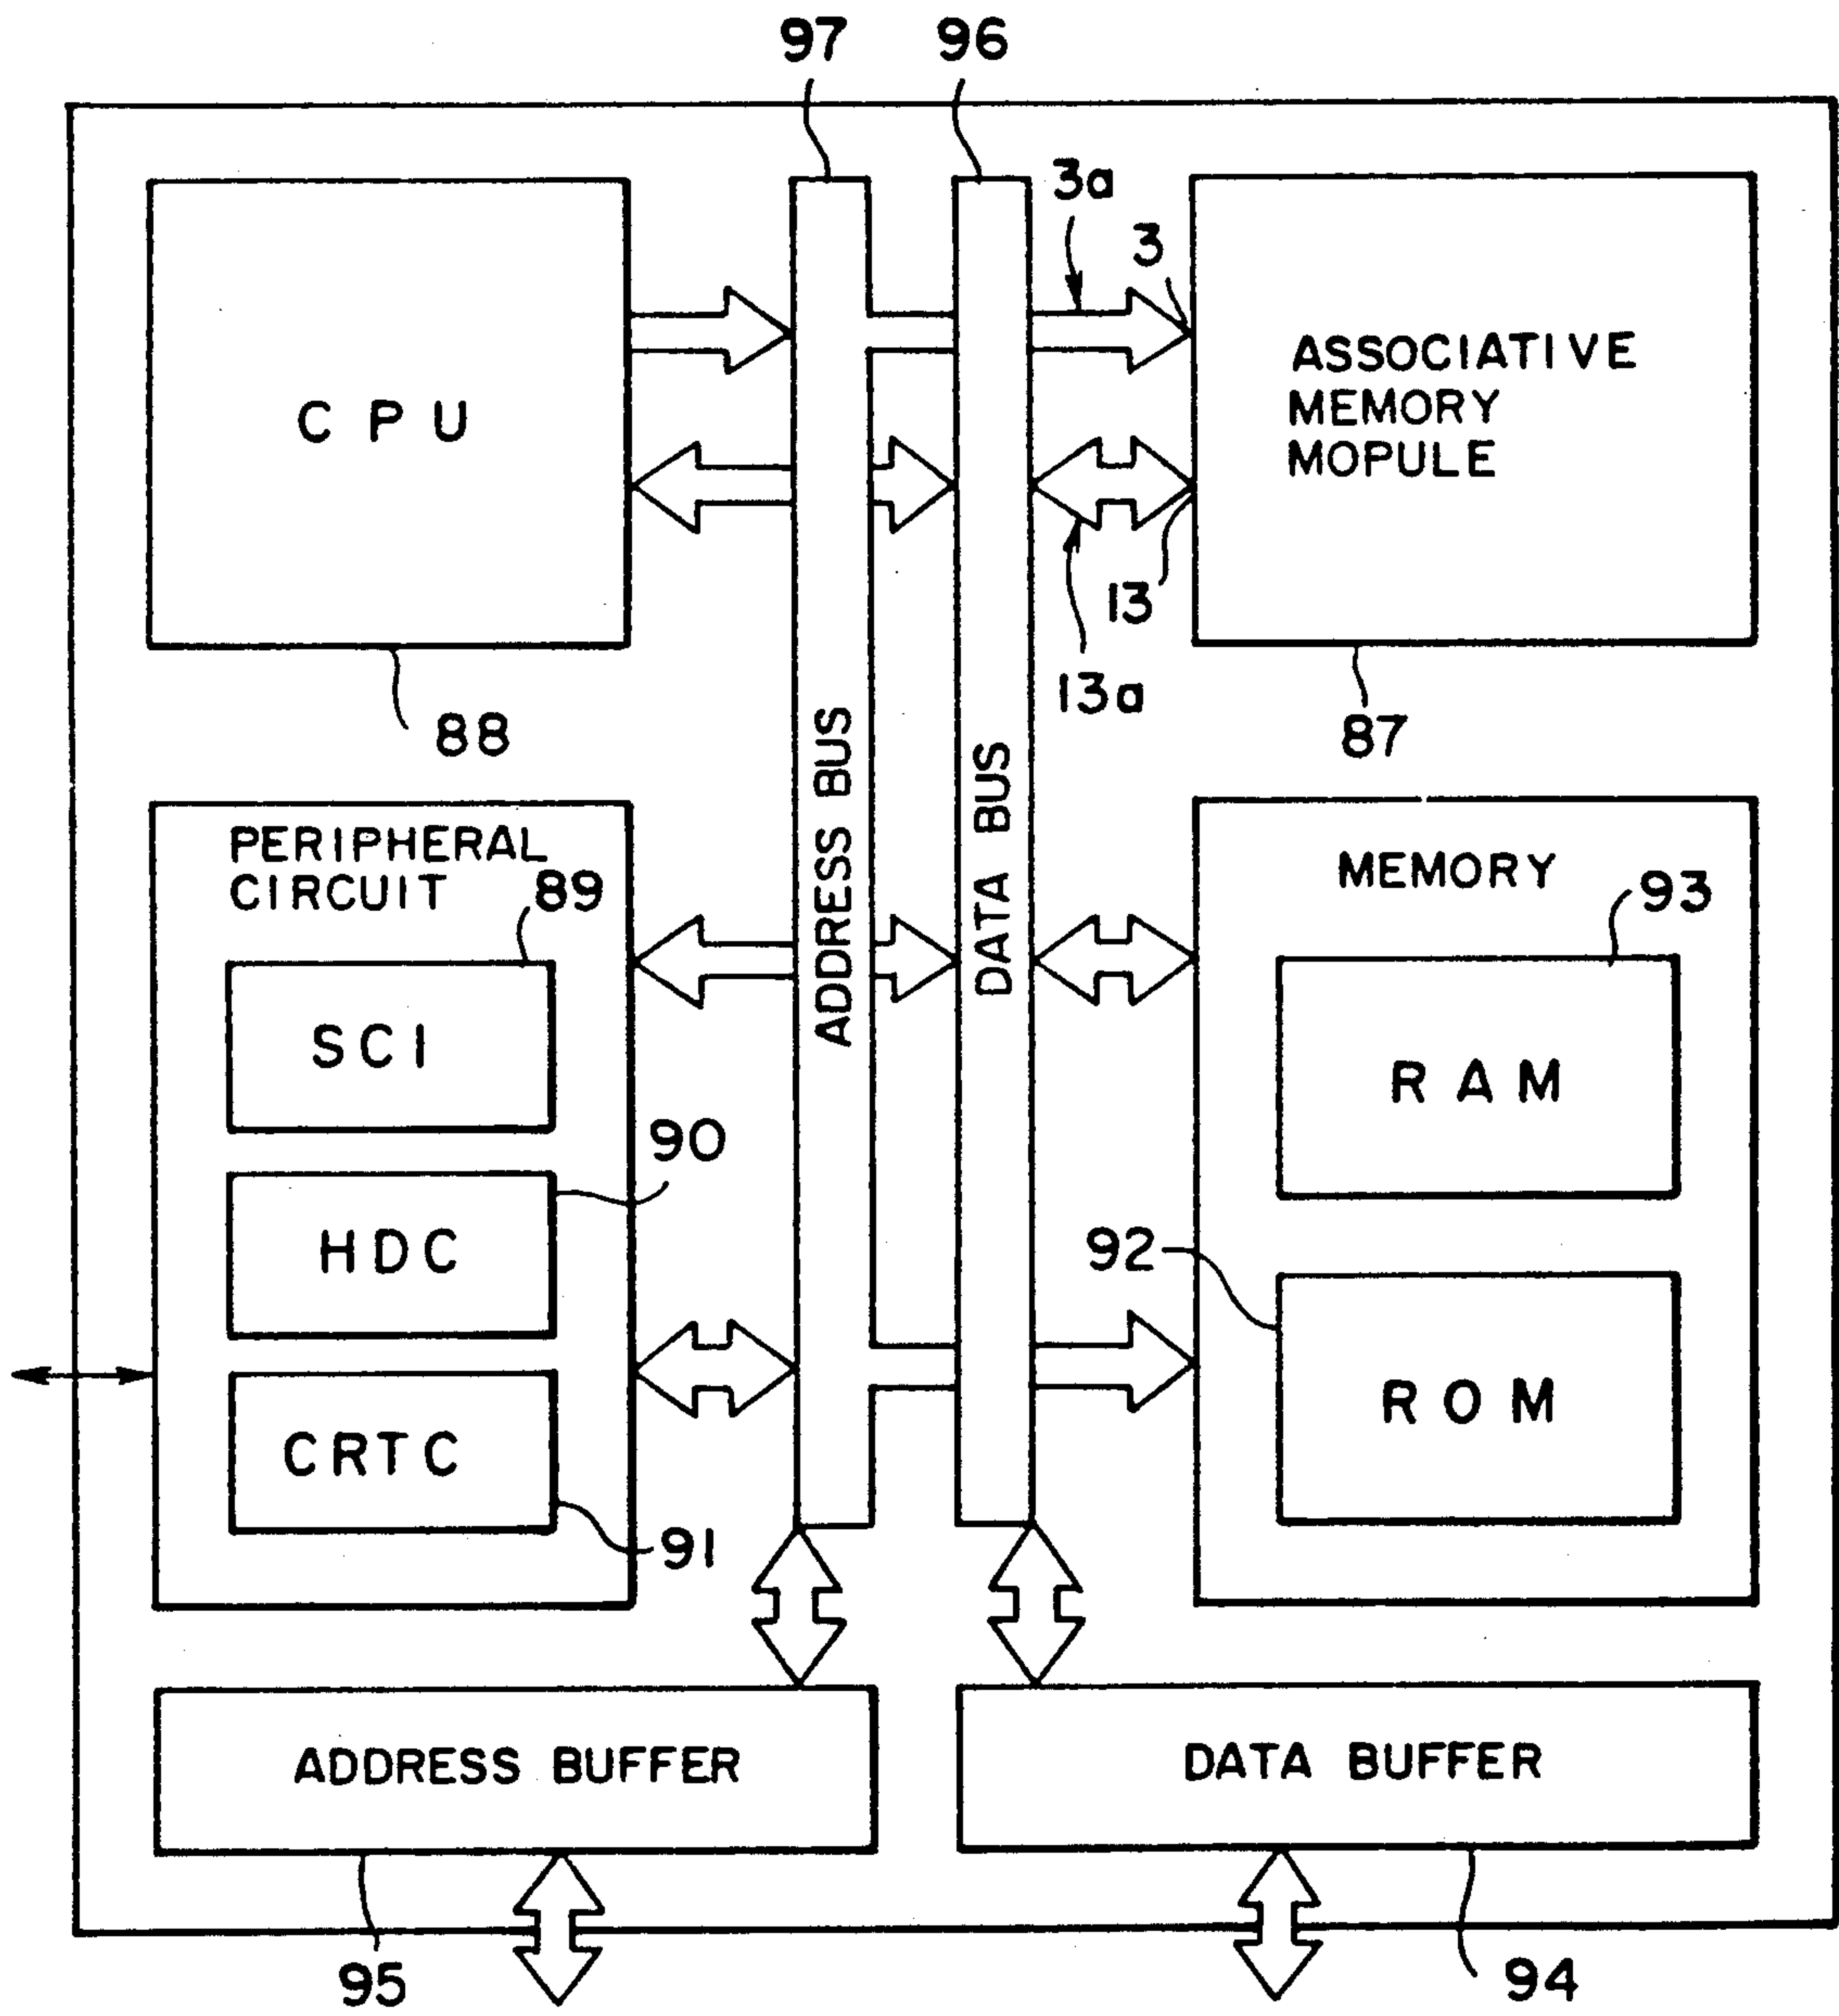 97
96
3a
3
CPU
ASSOCIATIVE
MEMORY
MOPULE
13
13a
88
87
ADDRESS BUS
DATA BUS
PERIPHERAL
CIRCUIT
89
SCI
90
HDC
CRTC
91
MEMORY
93
RAM
92
ROM
ADDRESS BUFFER
DATA BUFFER
95
94